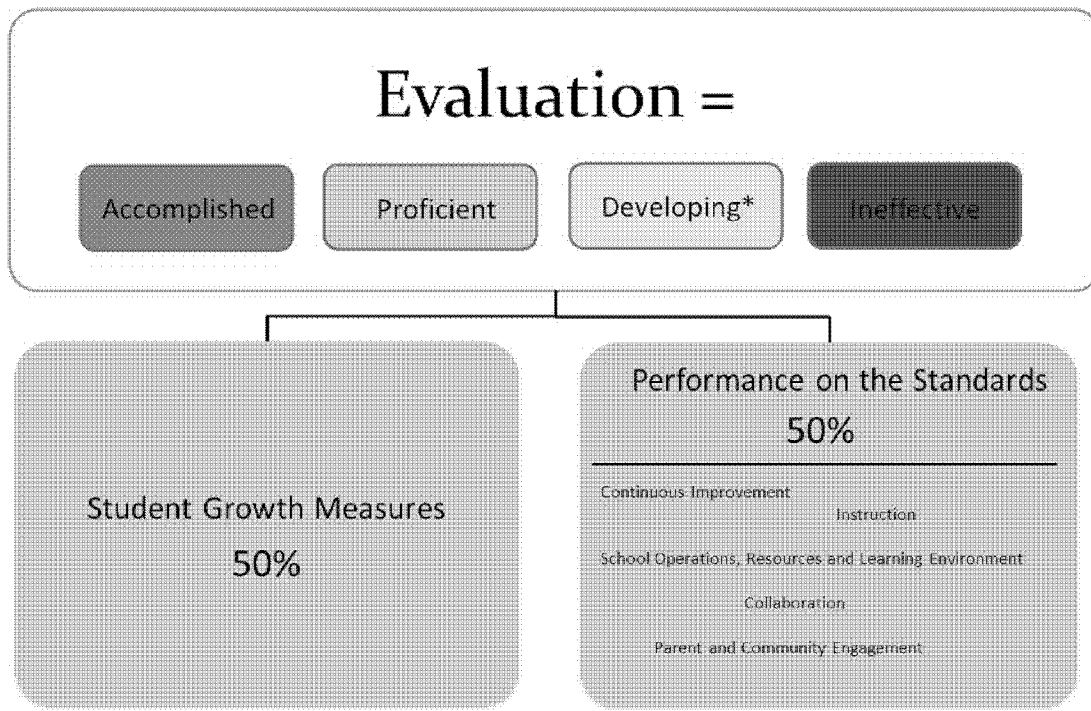 Evaluation =
Accomplished
Proficient
Developing*
Ineffective
Student Growth Measures
50%
Performance on the Standards
50%
Continuous Improvement
Instruction
School Operations, Resources and Learning Environment
Collaboration
Parent and Community Engagement